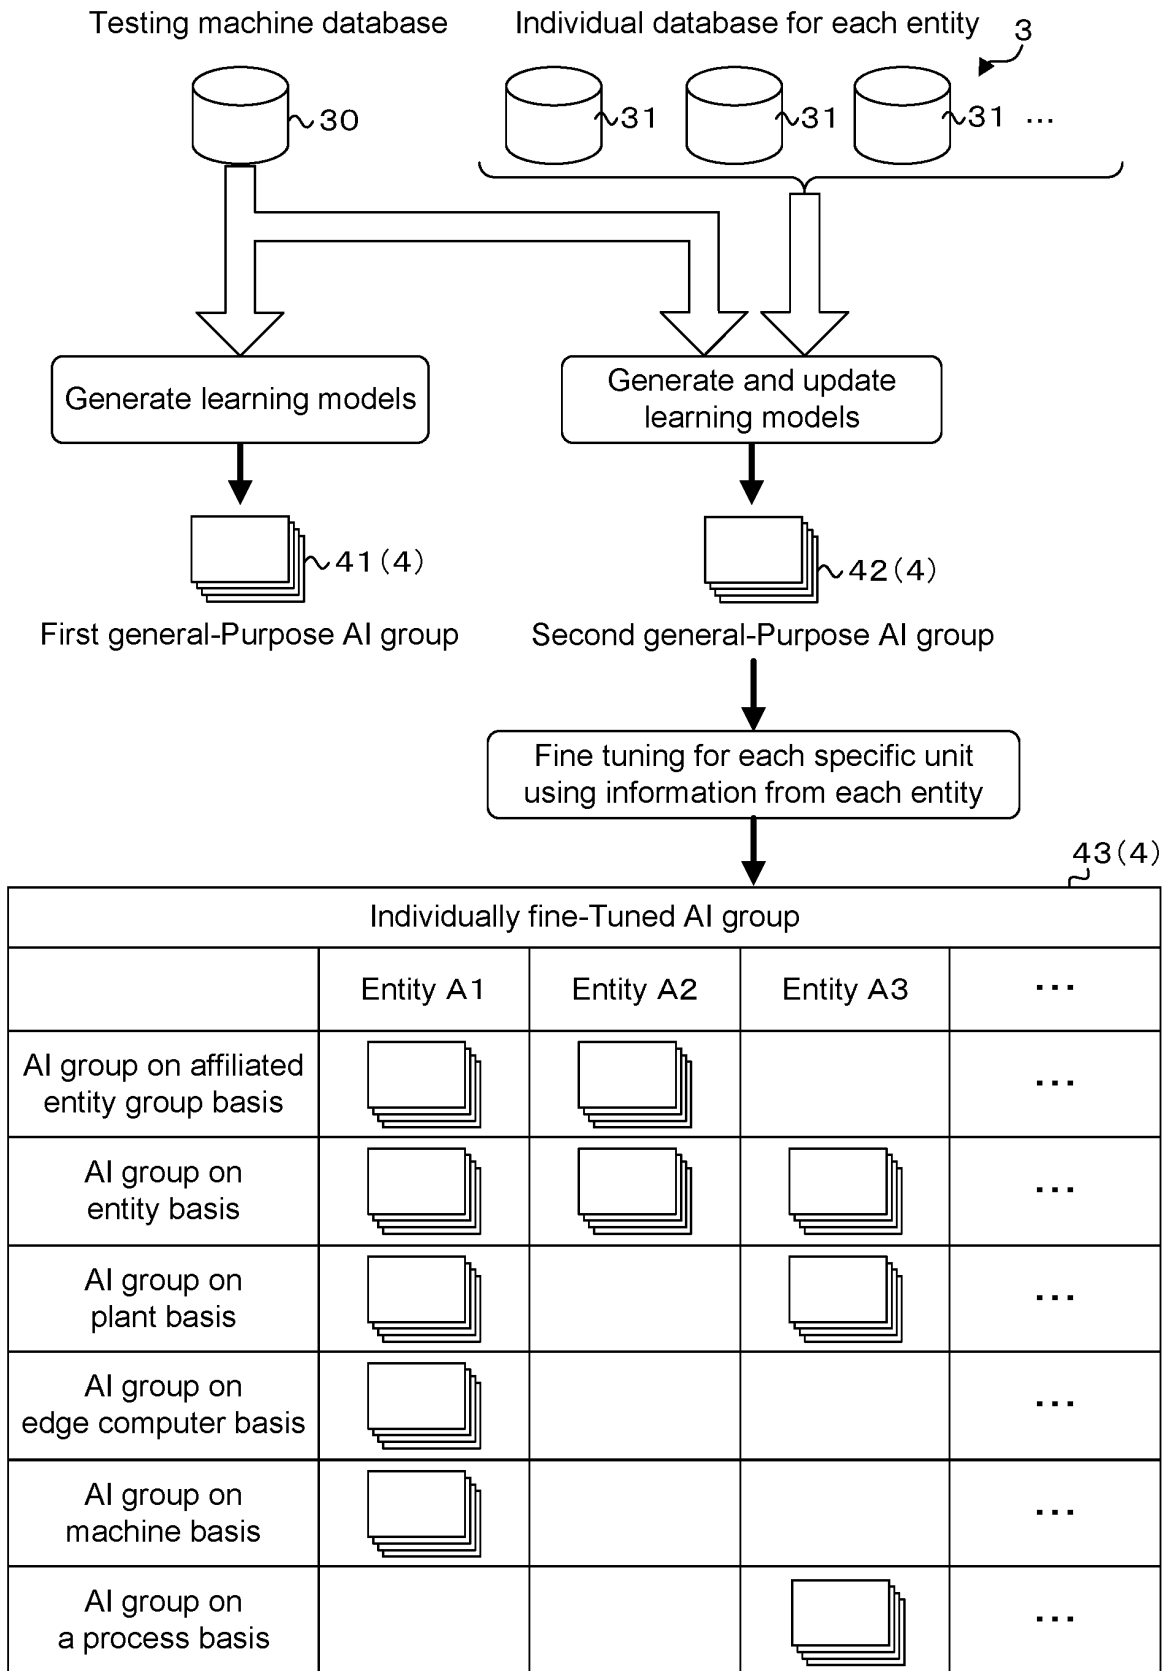 Testing machine database
Individual database for each entity
3
30
31
31
31 ...
Generate learning models
Generate and update
learning models
41(4)
42(4)
First general-Purpose AI group
Second general-Purpose AI group
Fine tuning for each specific unit
using information from each entity
43(4)
Individually fine-Tuned AI group
Entity A1
Entity A2
Entity A3
...
AI group on affiliated
entity group basis
...
AI group on
entity basis
...
AI group on
plant basis
...
AI group on
edge computer basis
...
AI group on
machine basis
...
AI group on
a process basis
...